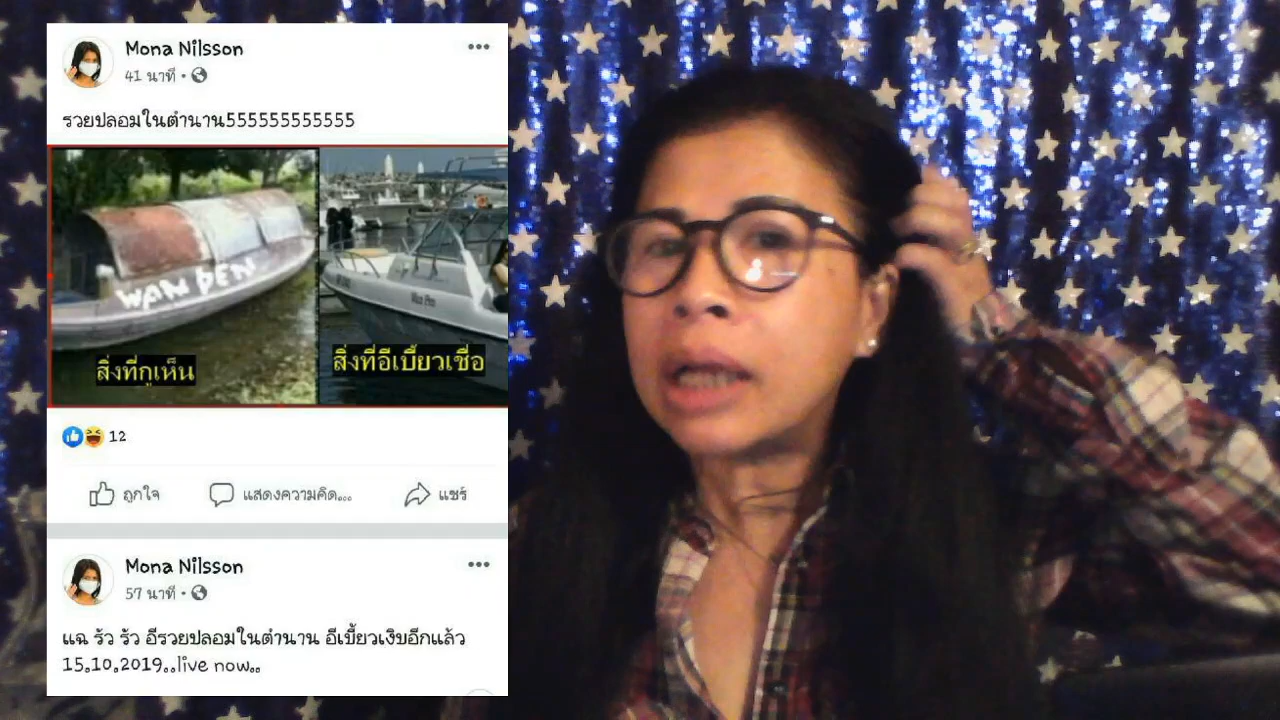 Mona Nilsson
41 นาที
รวยปลอมในตำนาน555555555555
WAN DEN
สิ่งที่กูเห็น
Wan Den
สิ่งที่อีเบี้ยวเชื่อ
12
ถูกใจ
แสดงความคิด...
แชร์
Mona Nilsson
57 นาที
แฉ รัว รัว อีรวยปลอมในตำนาน อีเบี้ยวเงิบอีกแล้ว
15.10.2019..live now..